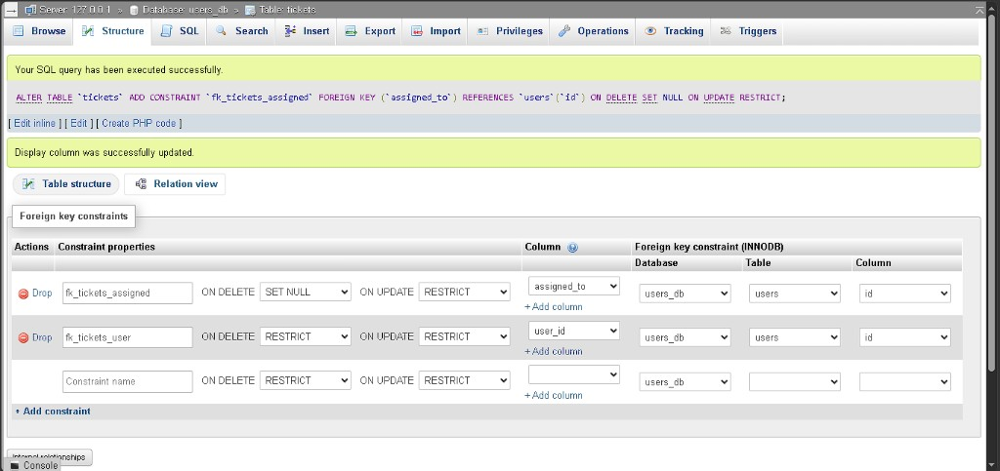 Server: 127.0.0.1 » Database: users_db » Table: tickets
Browse Structure SQL Search Insert Export Import Privileges Operations Tracking Triggers
Your SQL query has been executed successfully.
ALTER TABLE `tickets` ADD CONSTRAINT `fk_tickets_assigned` FOREIGN KEY (`assigned_to`) REFERENCES `users`(`id`) ON DELETE SET NULL ON UPDATE RESTRICT;
[ Edit inline ] [ Edit ] [ Create PHP code ]
Display column was successfully updated.
Table structure Relation view
Foreign key constraints
Actions Constraint properties Column Foreign key constraint (INNODB)
Database Table Column
Drop fk_tickets_assigned ON DELETE SET NULL ON UPDATE RESTRICT assigned_to users_db users id
+ Add column
Drop fk_tickets_user ON DELETE RESTRICT ON UPDATE RESTRICT user_id users_db users id
+ Add column
Constraint name ON DELETE RESTRICT ON UPDATE RESTRICT users_db
+ Add column
+ Add constraint
Internal relationships
Console